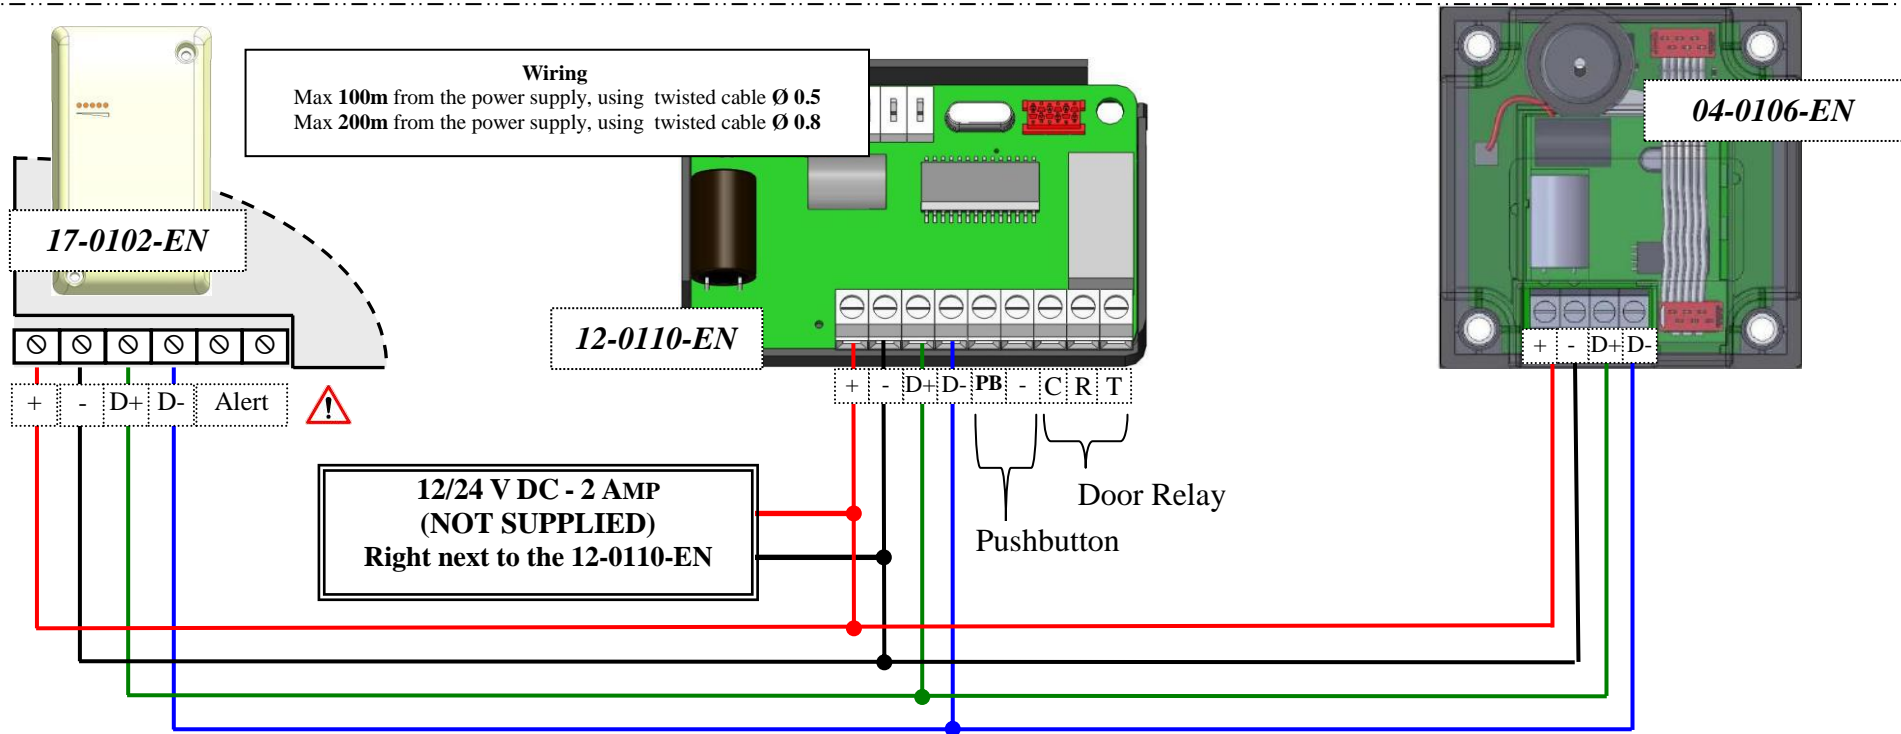 Wiring
Max 100m from the power supply, using twisted cable Ø 0.5
Max 200m from the power supply, using twisted cable Ø 0.8
04-0106-EN
17-0102-EN
12-0110-EN
+ - D+ D-
+ - D+ D- PB - C R T
+ - D+ D- Alert
!
12/24 V DC - 2 AMP
(NOT SUPPLIED)
Right next to the 12-0110-EN
Door Relay
Pushbutton